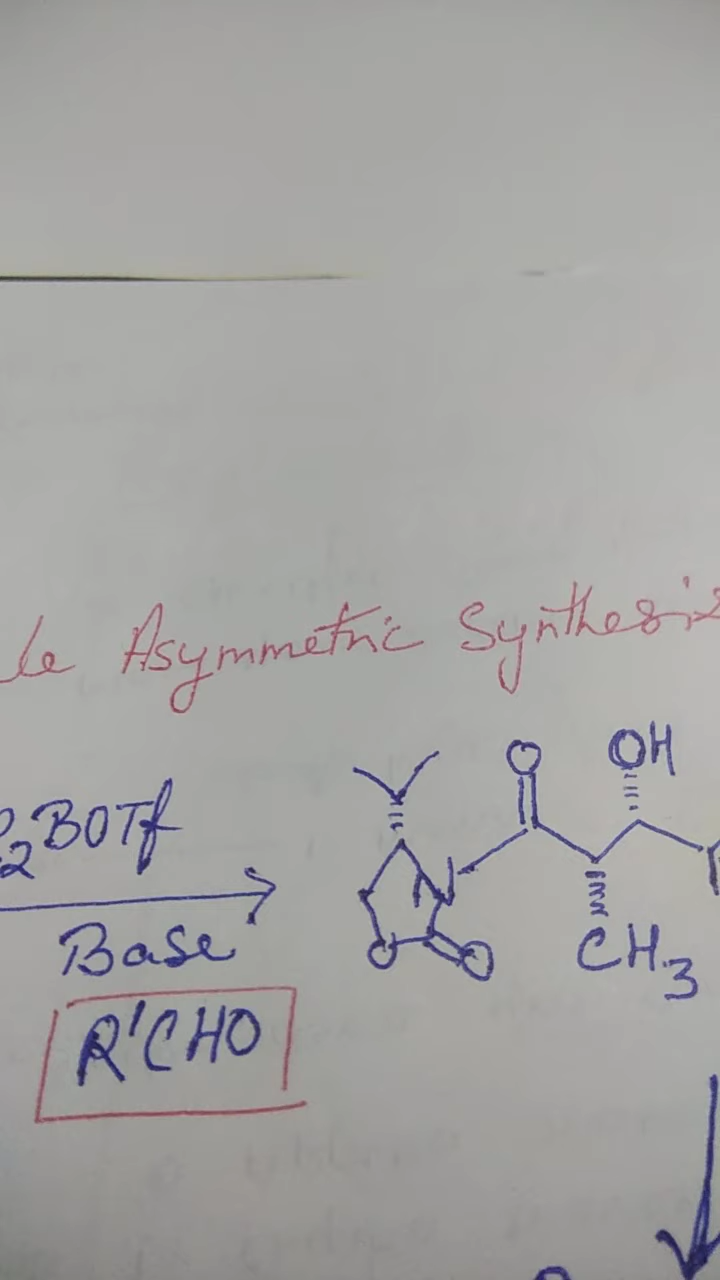 Asymmetric Synthesis
O
OH
2BOTf
N
O
O
CH3
Base
R'CHO